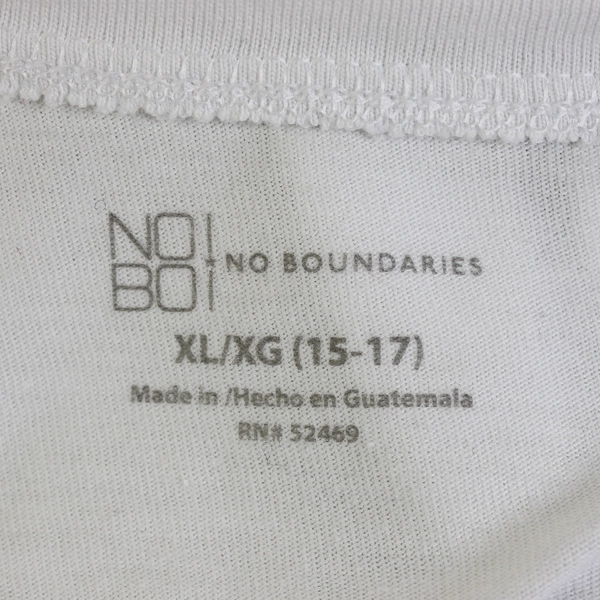 NO!
BO!
NO BOUNDARIES
XL/XG (15-17)
Made in /Hecho en Guatemala
RN# 52469